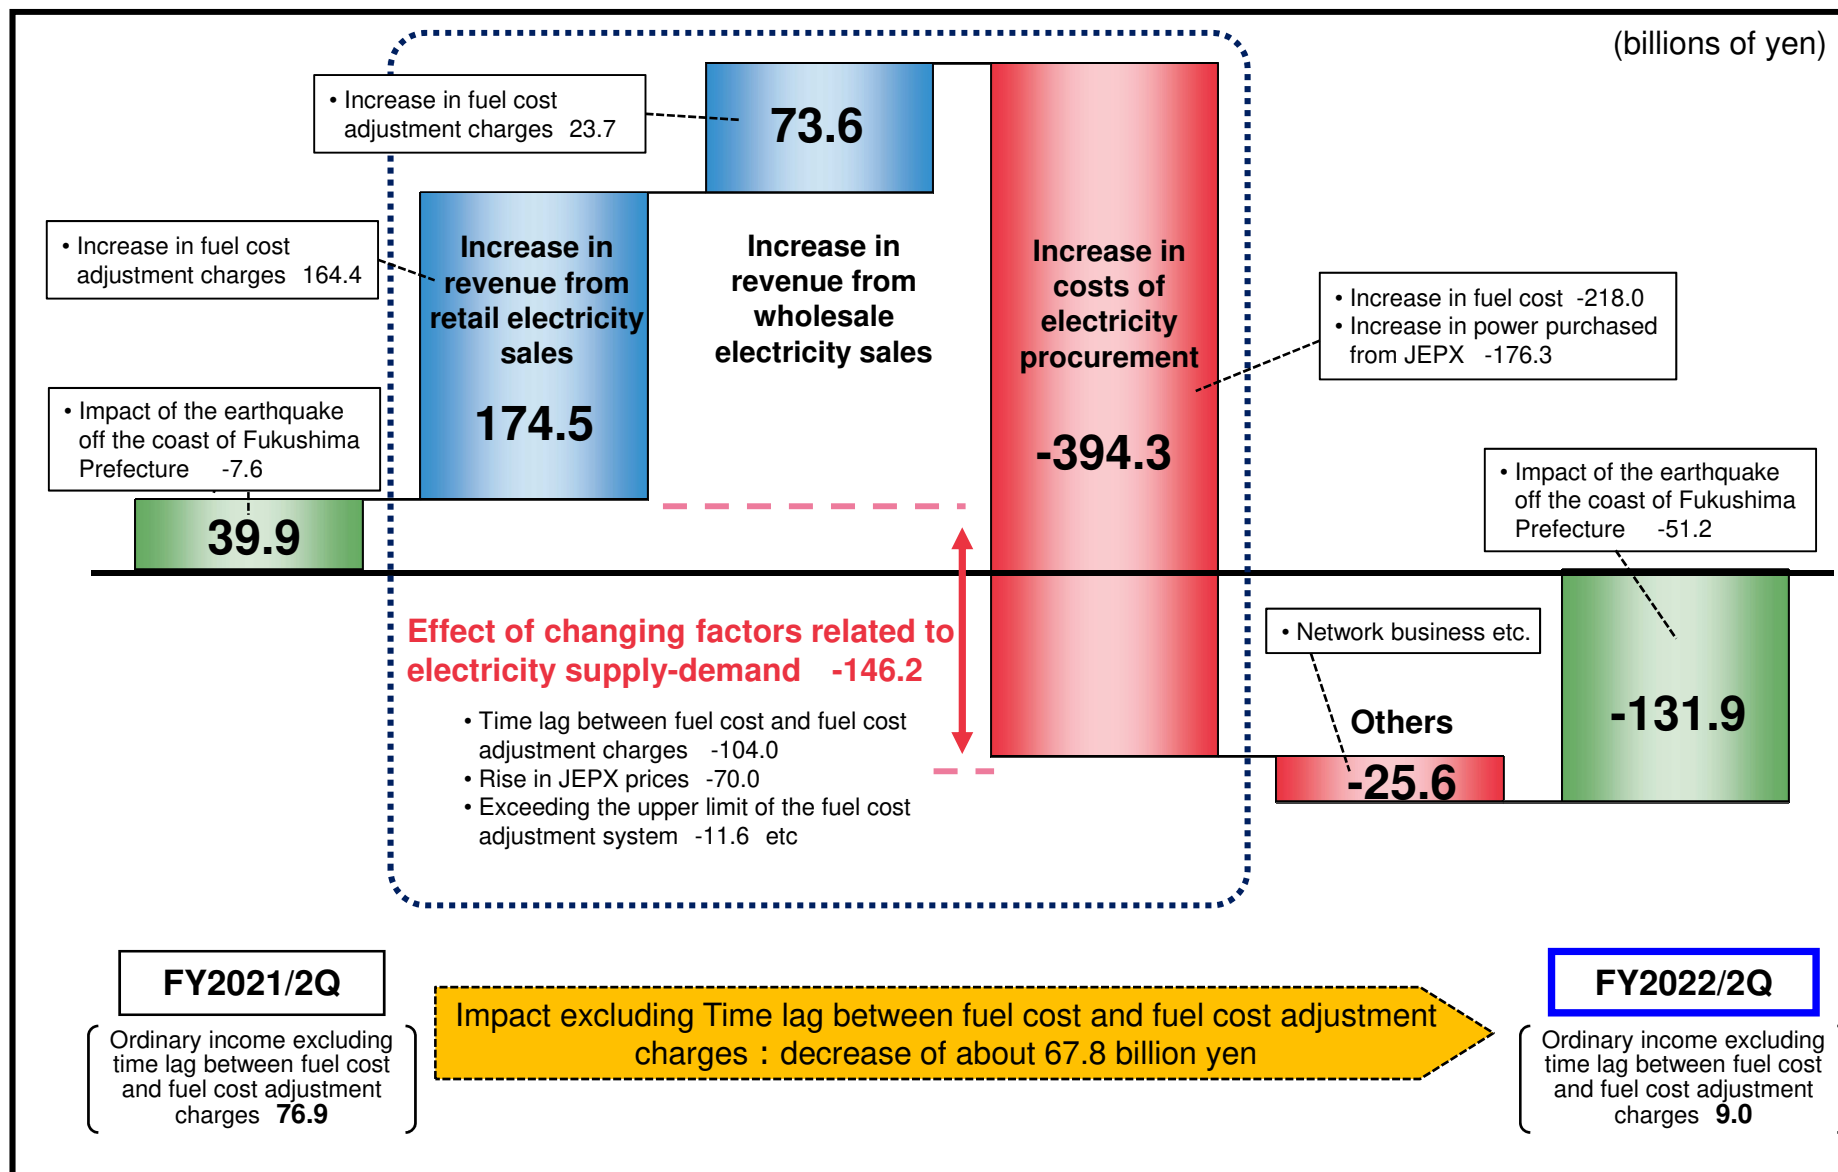 (billions of yen)
• Increase in fuel cost
adjustment charges 23.7
73.6
• Increase in fuel cost
adjustment charges 164.4
Increase in
revenue from
retail electricity
sales
174.5
Increase in
revenue from
wholesale
electricity sales
Increase in
costs of
electricity
procurement
-394.3
• Increase in fuel cost -218.0
• Increase in power purchased
from JEPX -176.3
• Impact of the earthquake
off the coast of Fukushima
Prefecture -7.6
39.9
• Impact of the earthquake
off the coast of Fukushima
Prefecture -51.2
Effect of changing factors related to
electricity supply-demand -146.2
• Time lag between fuel cost and fuel cost
adjustment charges -104.0
• Rise in JEPX prices -70.0
• Exceeding the upper limit of the fuel cost
adjustment system -11.6 etc
• Network business etc.
Others
-25.6
-131.9
FY2021/2Q
Ordinary income excluding
time lag between fuel cost
and fuel cost adjustment
charges 76.9
Impact excluding Time lag between fuel cost and fuel cost adjustment
charges : decrease of about 67.8 billion yen
FY2022/2Q
Ordinary income excluding
time lag between fuel cost
and fuel cost adjustment
charges 9.0